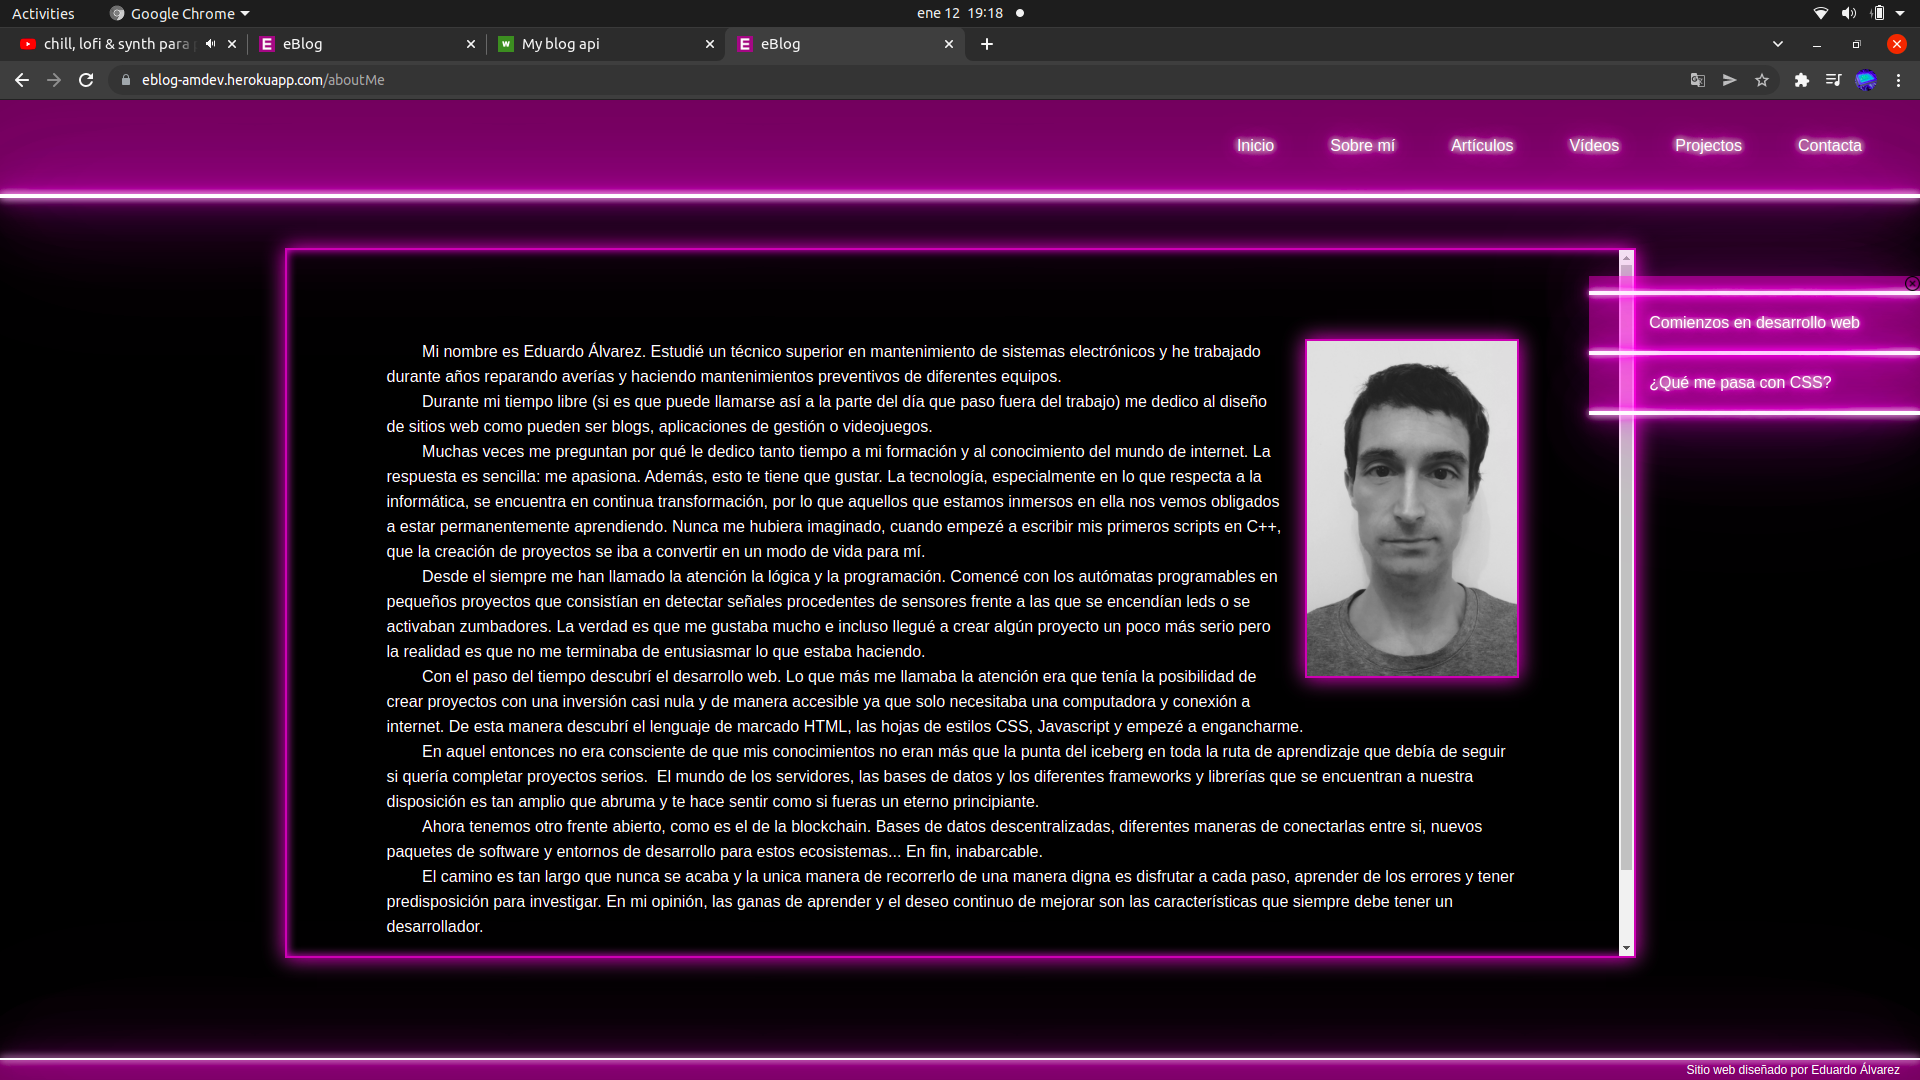 Activities
Google Chrome
ene 12 19:18
chill, lofi & synth para
eBlog
My blog api
eBlog
eblog-amdev.herokuapp.com/aboutMe
Inicio
Sobre mí
Artículos
Vídeos
Projectos
Contacta
Mi nombre es Eduardo Álvarez. Estudié un técnico superior en mantenimiento de sistemas electrónicos y he trabajado
durante años reparando averías y haciendo mantenimientos preventivos de diferentes equipos.
Durante mi tiempo libre (si es que puede llamarse así a la parte del día que paso fuera del trabajo) me dedico al diseño
de sitios web como pueden ser blogs, aplicaciones de gestión o videojuegos.
Muchas veces me preguntan por qué le dedico tanto tiempo a mi formación y al conocimiento del mundo de internet. La
respuesta es sencilla: me apasiona. Además, esto te tiene que gustar. La tecnología, especialmente en lo que respecta a la
informática, se encuentra en continua transformación, por lo que aquellos que estamos inmersos en ella nos vemos obligados
a estar permanentemente aprendiendo. Nunca me hubiera imaginado, cuando empezé a escribir mis primeros scripts en C++,
que la creación de proyectos se iba a convertir en un modo de vida para mí.
Desde el siempre me han llamado la atención la lógica y la programación. Comencé con los autómatas programables en
pequeños proyectos que consistían en detectar señales procedentes de sensores frente a las que se encendían leds o se
activaban zumbadores. La verdad es que me gustaba mucho e incluso llegué a crear algún proyecto un poco más serio pero
la realidad es que no me terminaba de entusiasmar lo que estaba haciendo.
Con el paso del tiempo descubrí el desarrollo web. Lo que más me llamaba la atención era que tenía la posibilidad de
crear proyectos con una inversión casi nula y de manera accesible ya que solo necesitaba una computadora y conexión a
internet. De esta manera descubrí el lenguaje de marcado HTML, las hojas de estilos CSS, Javascript y empezé a engancharme.
En aquel entonces no era consciente de que mis conocimientos no eran más que la punta del iceberg en toda la ruta de aprendizaje que debía de seguir
si quería completar proyectos serios.  El mundo de los servidores, las bases de datos y los diferentes frameworks y librerías que se encuentran a nuestra
disposición es tan amplio que abruma y te hace sentir como si fueras un eterno principiante.
Ahora tenemos otro frente abierto, como es el de la blockchain. Bases de datos descentralizadas, diferentes maneras de conectarlas entre si, nuevos
paquetes de software y entornos de desarrollo para estos ecosistemas... En fin, inabarcable.
El camino es tan largo que nunca se acaba y la unica manera de recorrerlo de una manera digna es disfrutar a cada paso, aprender de los errores y tener
predisposición para investigar. En mi opinión, las ganas de aprender y el deseo continuo de mejorar son las características que siempre debe tener un
desarrollador.
Comienzos en desarrollo web
¿Qué me pasa con CSS?
Sitio web diseñado por Eduardo Álvarez